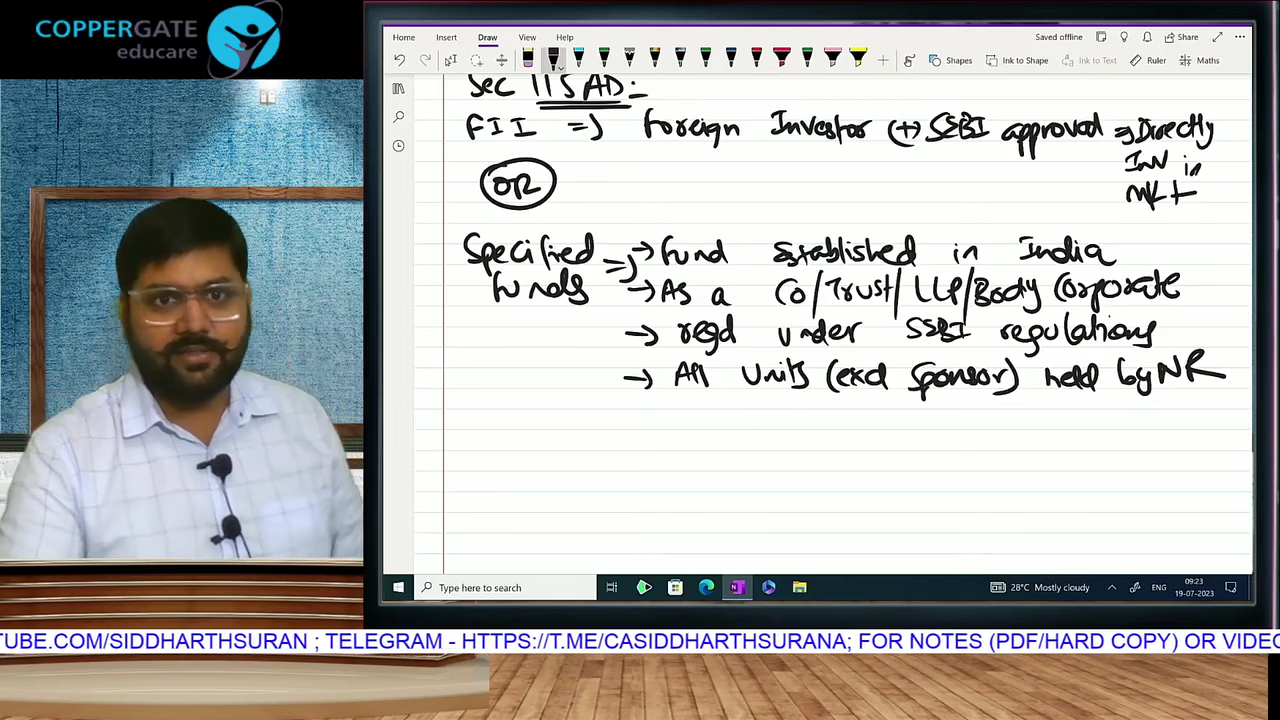 COPPERGATE
educare
Home Insert Draw View Help
Saved offline
Share
Shapes
Ink to Shape
Ink to Text
Ruler
Maths
Sec 115AD:-
FII => Foreign Investor (+) SEBI approved => Directly
Inv in
Mkt
OR
Specified => -> Fund established in India
Funds -> As a Co/Trust/LLP/Body Corporate
-> regd under SEBI regulations
-> All Units (excl Sponsor) held by NR
Type here to search
28°C Mostly cloudy
ENG
09:23
19-07-2023
TUBE.COM/SIDDHARTHSURAN ; TELEGRAM - HTTPS://T.ME/CASIDDHARTHSURANA; FOR NOTES (PDF/HARD COPY) OR VIDEO